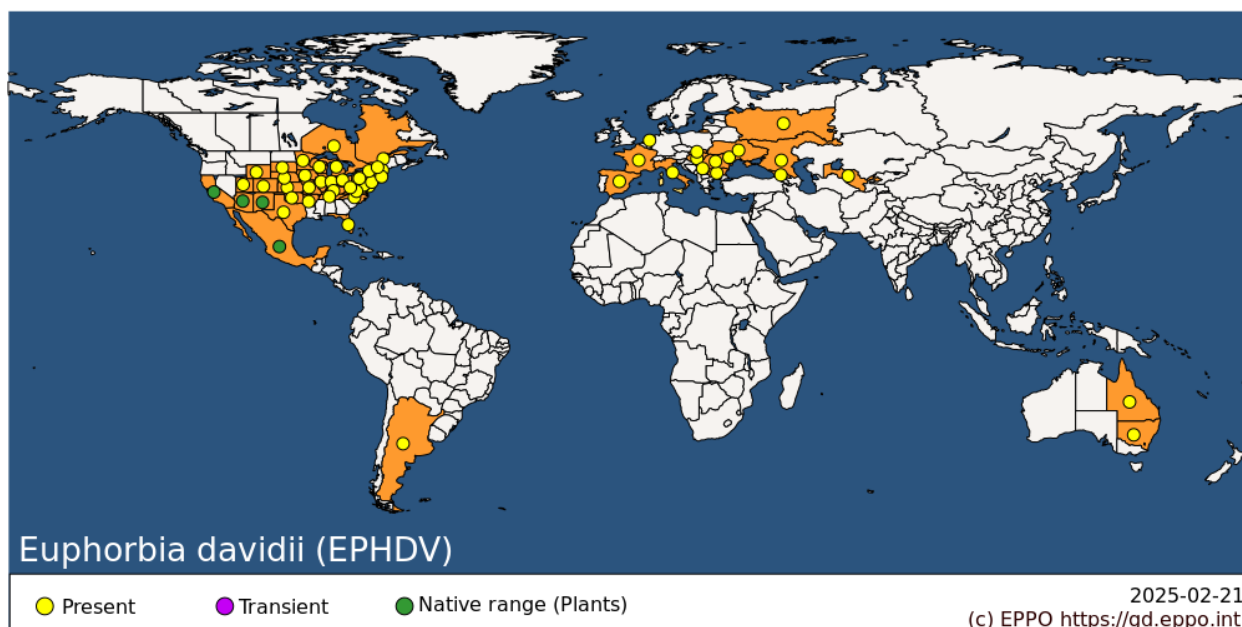 Euphorbia davidii (EPHDV)
Present
Transient
Native range (Plants)
2025-02-21
(c) EPPO https://gd.eppo.int